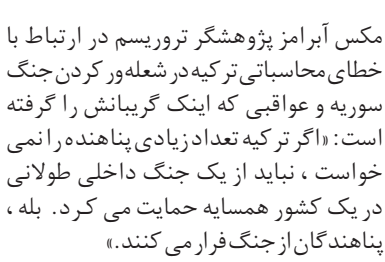 مکس آبرامز پژوهشگر تروریسم در ارتباط با
خطای محاسباتی ترکیه در شعله‌ور کردن جنگ
سوریه و عواقبی که اینک گریبانش را گرفته
است: «اگر ترکیه تعداد زیادی پناهنده را نمی
خواست ، نباید از یک جنگ داخلی طولانی
در یک کشور همسایه حمایت می کرد. بله ،
پناهندگان از جنگ فرار می کنند.»